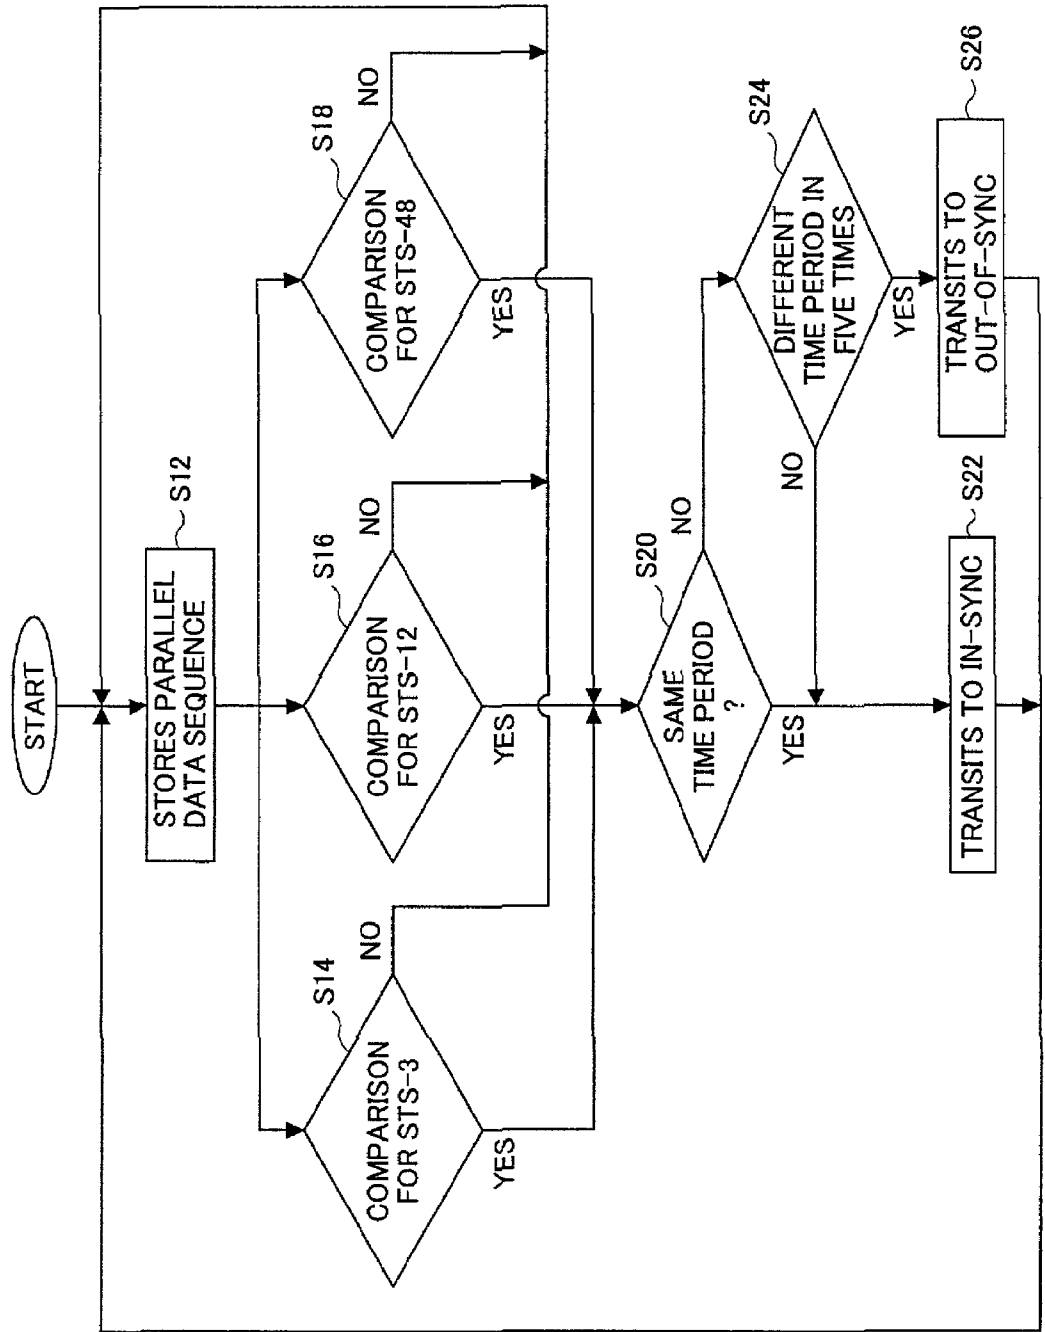 START
STORES PARALLEL
DATA SEQUENCE
S12
COMPARISON
FOR STS-3
S14
NO
YES
COMPARISON
FOR STS-12
S16
NO
YES
COMPARISON
FOR STS-48
S18
NO
YES
SAME
TIME PERIOD
?
S20
NO
YES
DIFFERENT
TIME PERIOD IN
FIVE TIMES
S24
NO
YES
TRANSITS TO IN-SYNC
S22
TRANSITS TO
OUT-OF-SYNC
S26